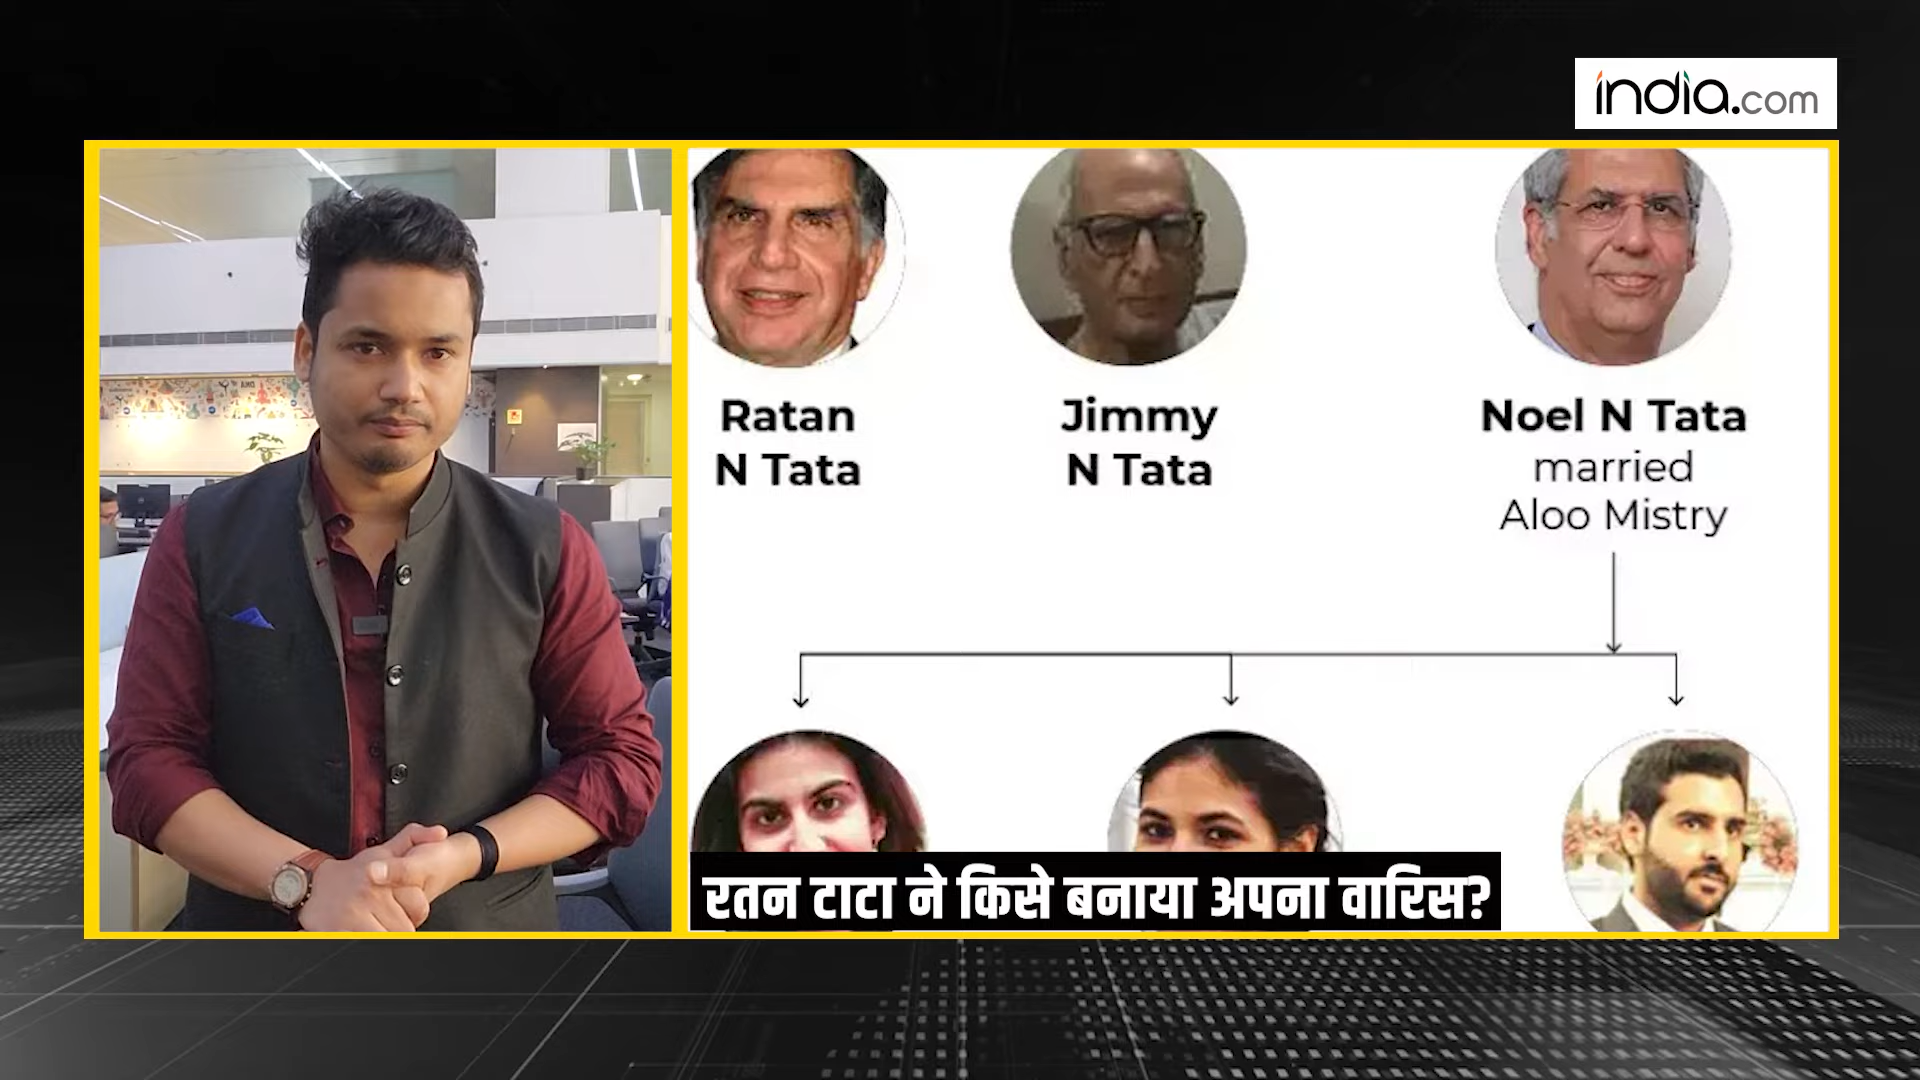 india.com
Ratan
N Tata
Jimmy
N Tata
Noel N Tata
married
Aloo Mistry
रतन टाटा ने किसे बनाया अपना वारिस?